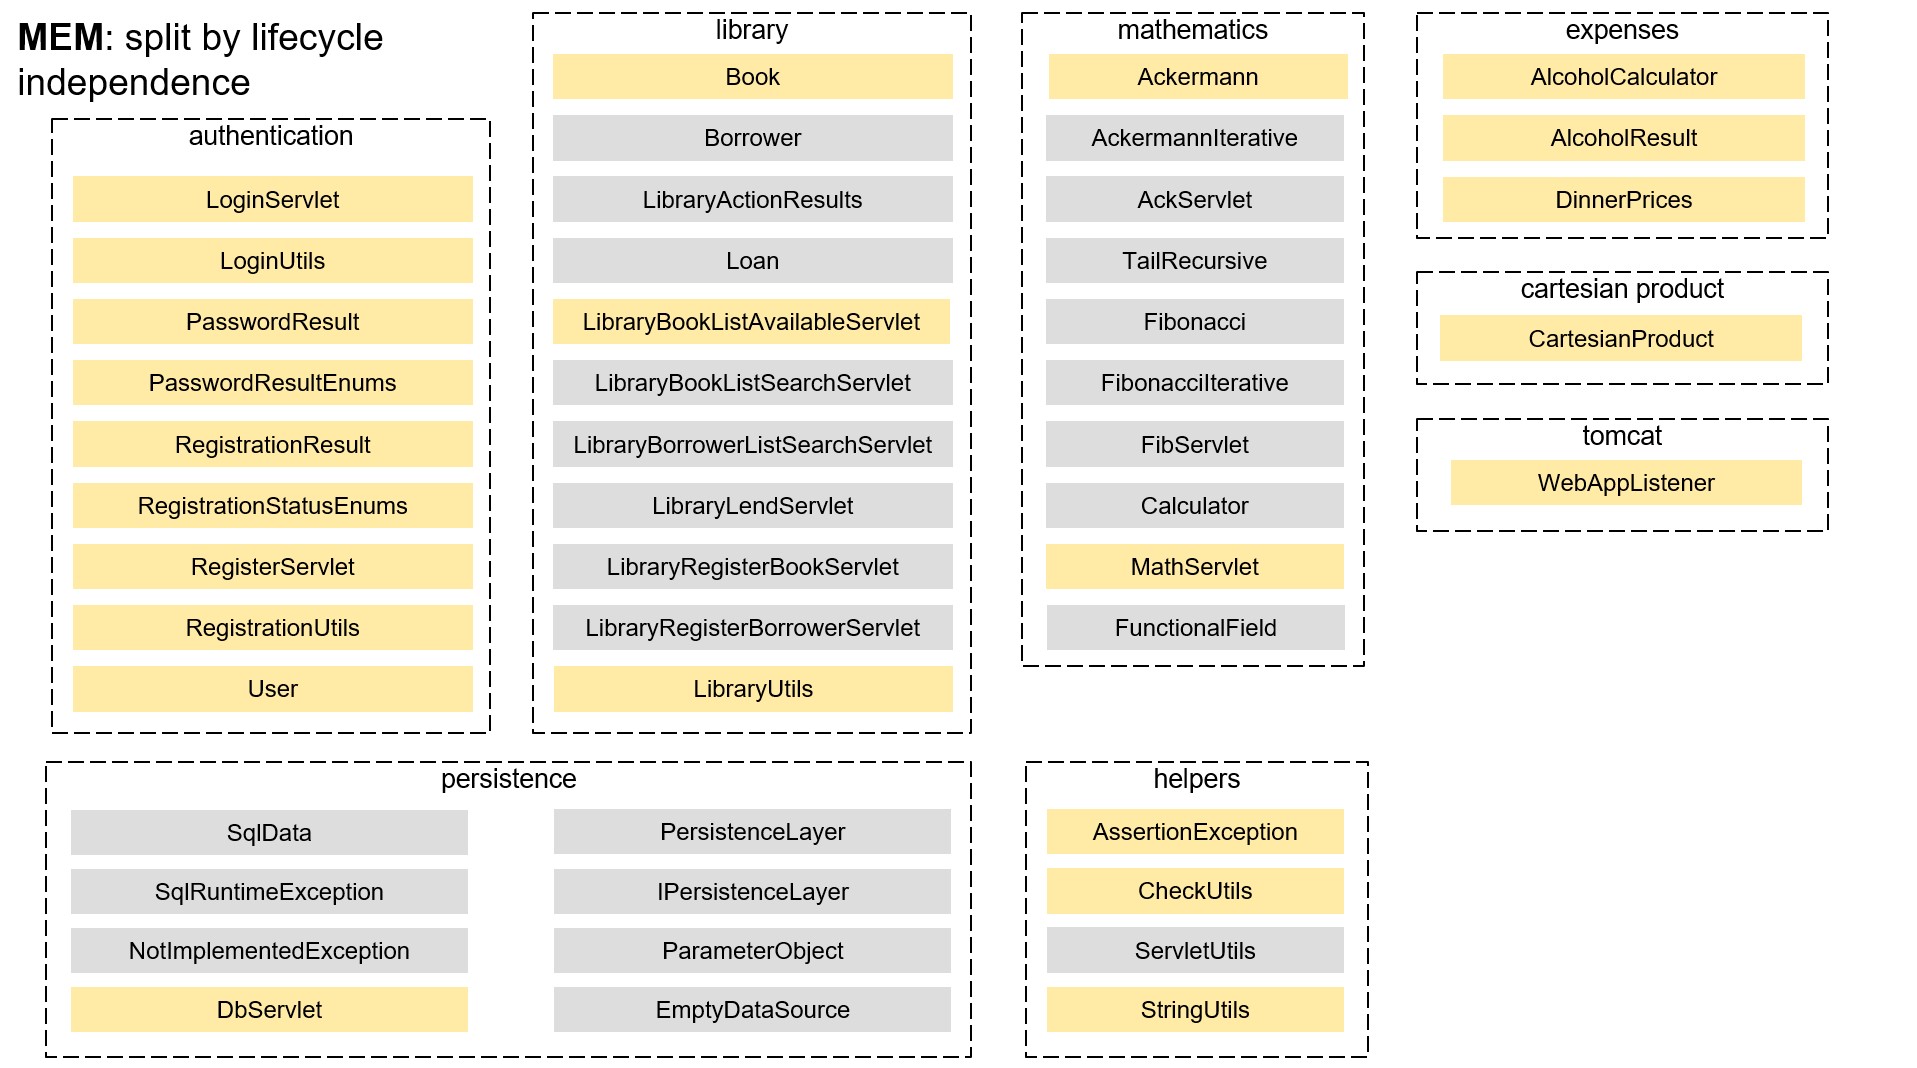 MEM: split by lifecycle
independence
authentication
LoginServlet
LoginUtils
PasswordResult
PasswordResultEnums
RegistrationResult
RegistrationStatusEnums
RegisterServlet
RegistrationUtils
User
library
Book
Borrower
LibraryActionResults
Loan
LibraryBookListAvailableServlet
LibraryBookListSearchServlet
LibraryBorrowerListSearchServlet
LibraryLendServlet
LibraryRegisterBookServlet
LibraryRegisterBorrowerServlet
LibraryUtils
mathematics
Ackermann
AckermannIterative
AckServlet
TailRecursive
Fibonacci
FibonacciIterative
FibServlet
Calculator
MathServlet
FunctionalField
expenses
AlcoholCalculator
AlcoholResult
DinnerPrices
cartesian product
CartesianProduct
tomcat
WebAppListener
persistence
SqlData
SqlRuntimeException
NotImplementedException
DbServlet
PersistenceLayer
IPersistenceLayer
ParameterObject
EmptyDataSource
helpers
AssertionException
CheckUtils
ServletUtils
StringUtils